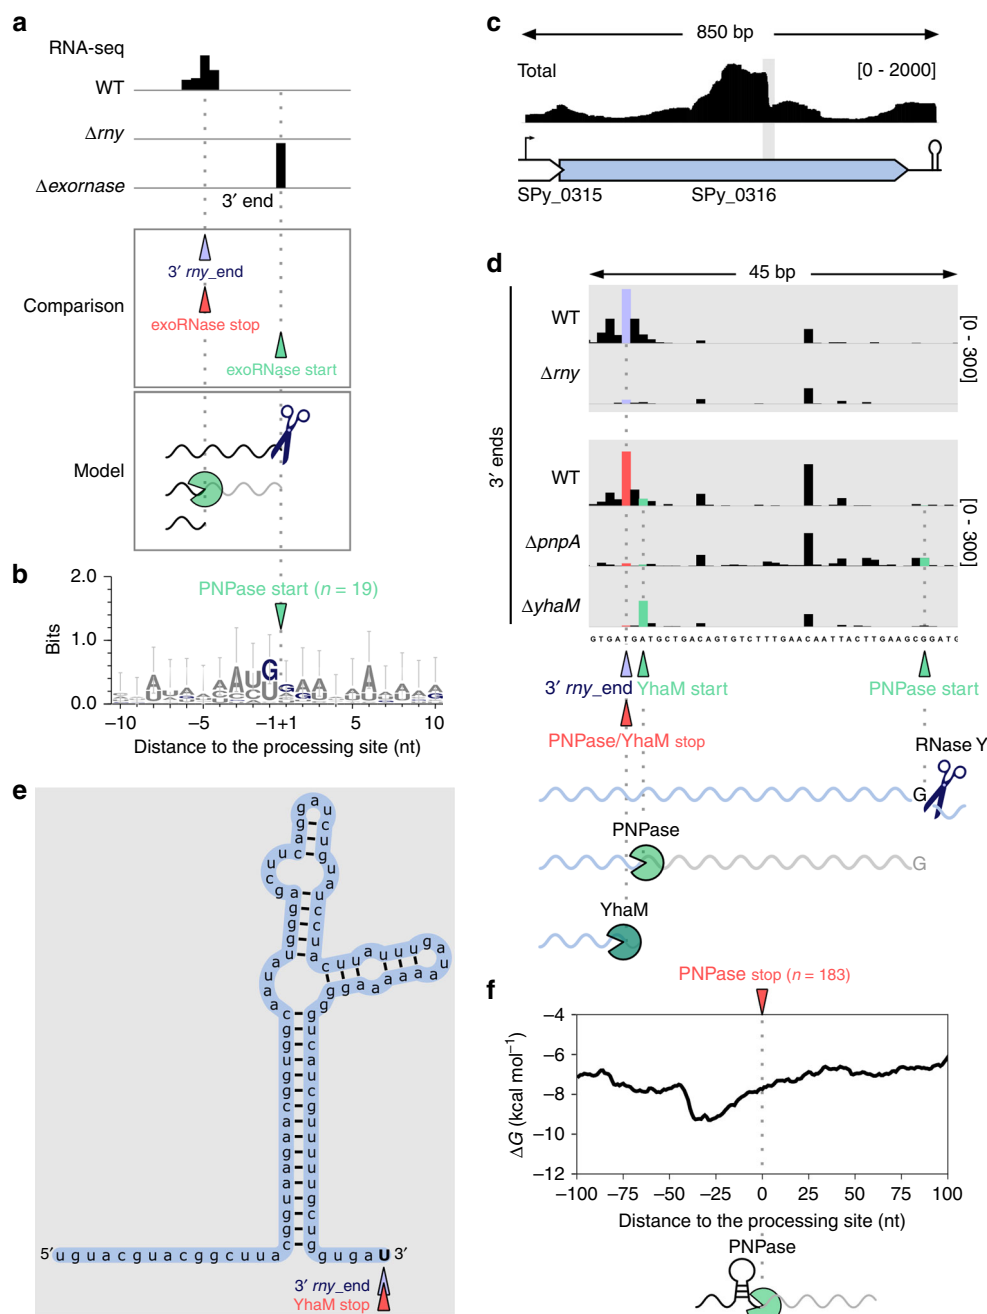 a
RNA-seq
WT
Δrny
Δexornase
3′ end
Comparison
3′ rny_end
exoRNase stop
exoRNase start
Model
b
PNPase start (n = 19)
Bits
2.0
1.0
0.0
−10 −5 −1+1 5 10
Distance to the processing site (nt)
c
850 bp
Total
[0 - 2000]
SPy_0315
SPy_0316
d
45 bp
3′ ends
WT
Δrny
[0 - 300]
WT
ΔpnpA
ΔyhaM
[0 - 300]
G T G A T G A T G C T G A C A G T G T C T T T G A A C A A T T A C T T G A A G C G G A T G
3′ rny_end
YhaM start
PNPase start
PNPase/YhaM stop
RNase Y
G
PNPase
G
YhaM
e
5′ uguacguacggcuua
ggugaU 3′
3′ rny_end
YhaM stop
f
PNPase stop (n = 183)
ΔG (kcal mol−1)
−4
−6
−8
−10
−12
−100 −75 −50 −25 0 25 50 75 100
Distance to the processing site (nt)
PNPase